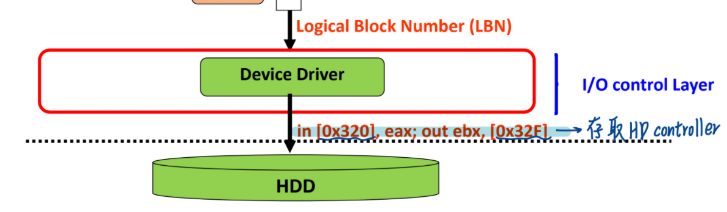 Logical Block Number (LBN)
Device Driver
I/O control Layer
in [0x320], eax; out ebx, [0x32F] → 存取HD controller
HDD